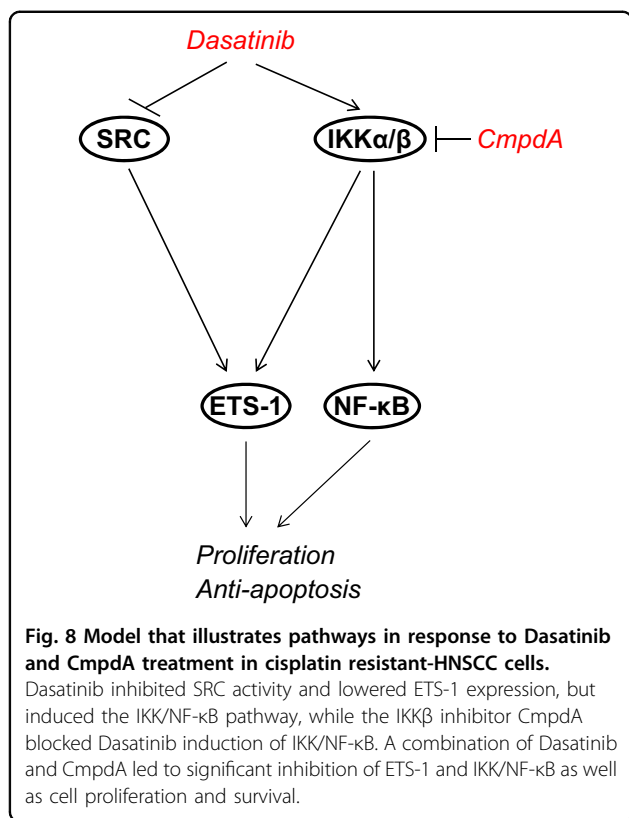 Dasatinib
SRC
IKKα/β
CmpdA
ETS-1
NF-κB
Proliferation
Anti-apoptosis
Fig. 8 Model that illustrates pathways in response to Dasatinib
and CmpdA treatment in cisplatin resistant-HNSCC cells.
Dasatinib inhibited SRC activity and lowered ETS-1 expression, but
induced the IKK/NF-κB pathway, while the IKKβ inhibitor CmpdA
blocked Dasatinib induction of IKK/NF-κB. A combination of Dasatinib
and CmpdA led to significant inhibition of ETS-1 and IKK/NF-κB as well
as cell proliferation and survival.